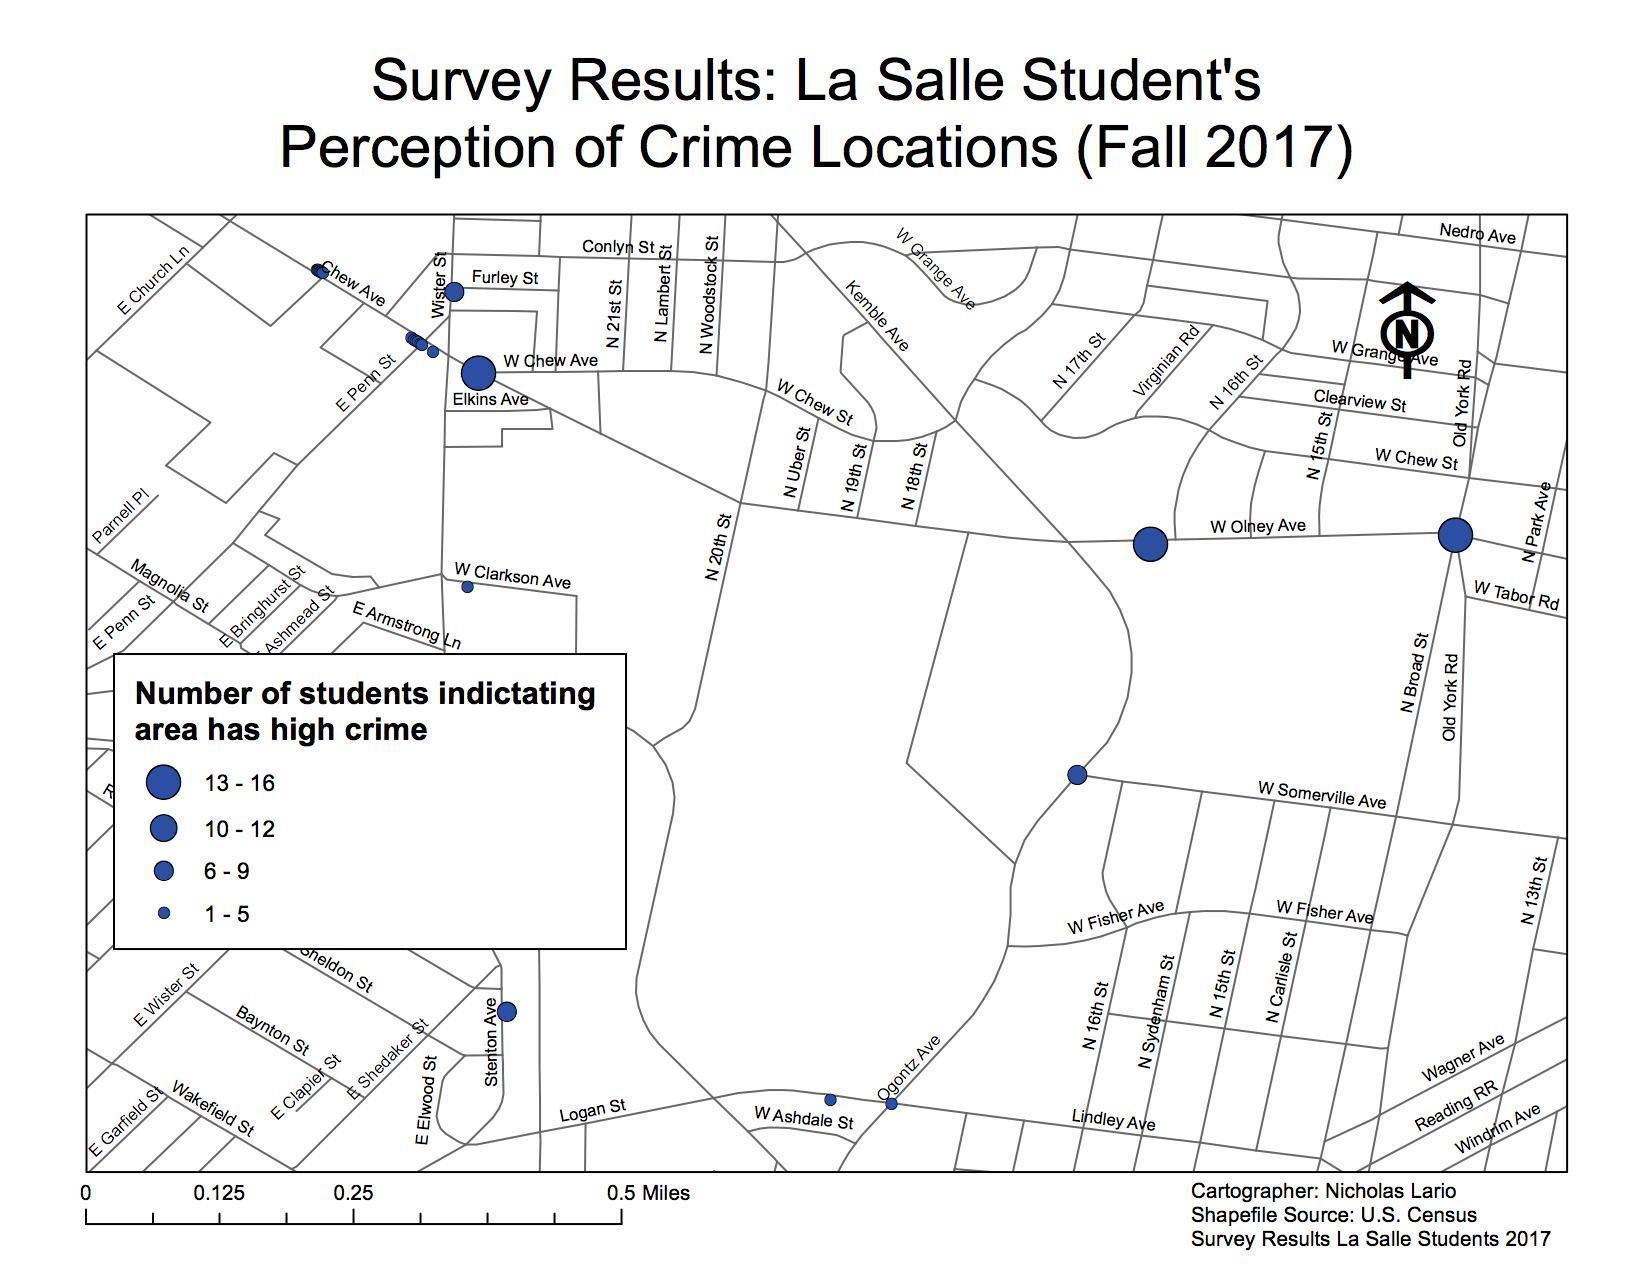 Survey Results: La Salle Student's
Perception of Crime Locations (Fall 2017)
Nedro Ave
W Grange Ave
Conlyn St
E Church Ln
Chew Ave
Wister St
Furley St
N 21st St
N Lambert St
N Woodstock St
Kemble Ave
N
W Grange Ave
N 17th St
Virginian Rd
N 16th St
Old York Rd
W Chew Ave
E Penn St
Elkins Ave
W Chew St
Clearview St
N 15th St
W Chew St
N Uber St
N 19th St
N 18th St
Parnell Pl
N 20th St
W Olney Ave
N Park Ave
Magnolia St
E Penn St
E Bringhurst St
Ashmead St
W Clarkson Ave
E Armstrong Ln
W Tabor Rd
N Broad St
Old York Rd
Number of students indictating
area has high crime
13 - 16
10 - 12
6 - 9
1 - 5
R
W Somerville Ave
W Fisher Ave
W Fisher Ave
N 13th St
Sheldon St
E Wister St
Baynton St
E Shedaker St
E Clapier St
Stenton Ave
E Elwood St
N 16th St
N Sydenham St
N 15th St
N Carlisle St
Wakefield St
E Garfield St
Logan St
W Ashdale St
Ogontz Ave
Lindley Ave
Wagner Ave
Reading RR
Windrim Ave
0 0.125 0.25 0.5 Miles
Cartographer: Nicholas Lario
Shapefile Source: U.S. Census
Survey Results La Salle Students 2017